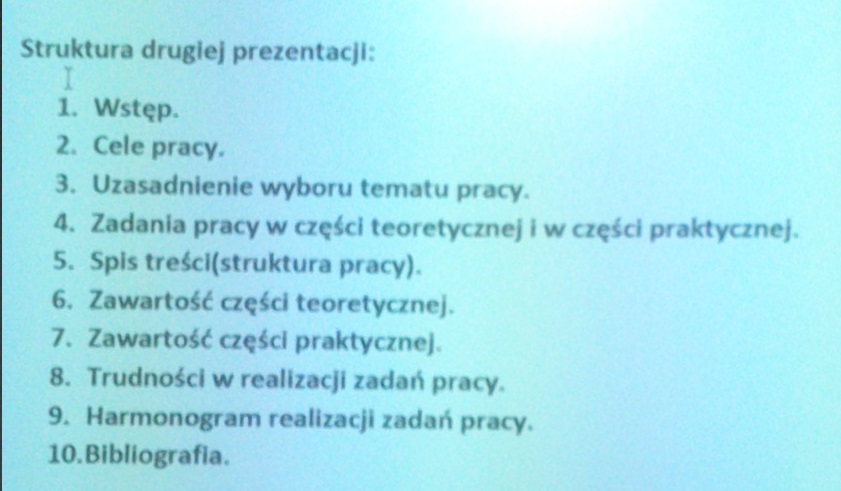 Struktura drugiej prezentacji:
1. Wstęp.
2. Cele pracy.
3. Uzasadnienie wyboru tematu pracy.
4. Zadania pracy w części teoretycznej i w części praktycznej.
5. Spis treści(struktura pracy).
6. Zawartość części teoretycznej.
7. Zawartość części praktycznej.
8. Trudności w realizacji zadań pracy.
9. Harmonogram realizacji zadań pracy.
10.Bibliografia.